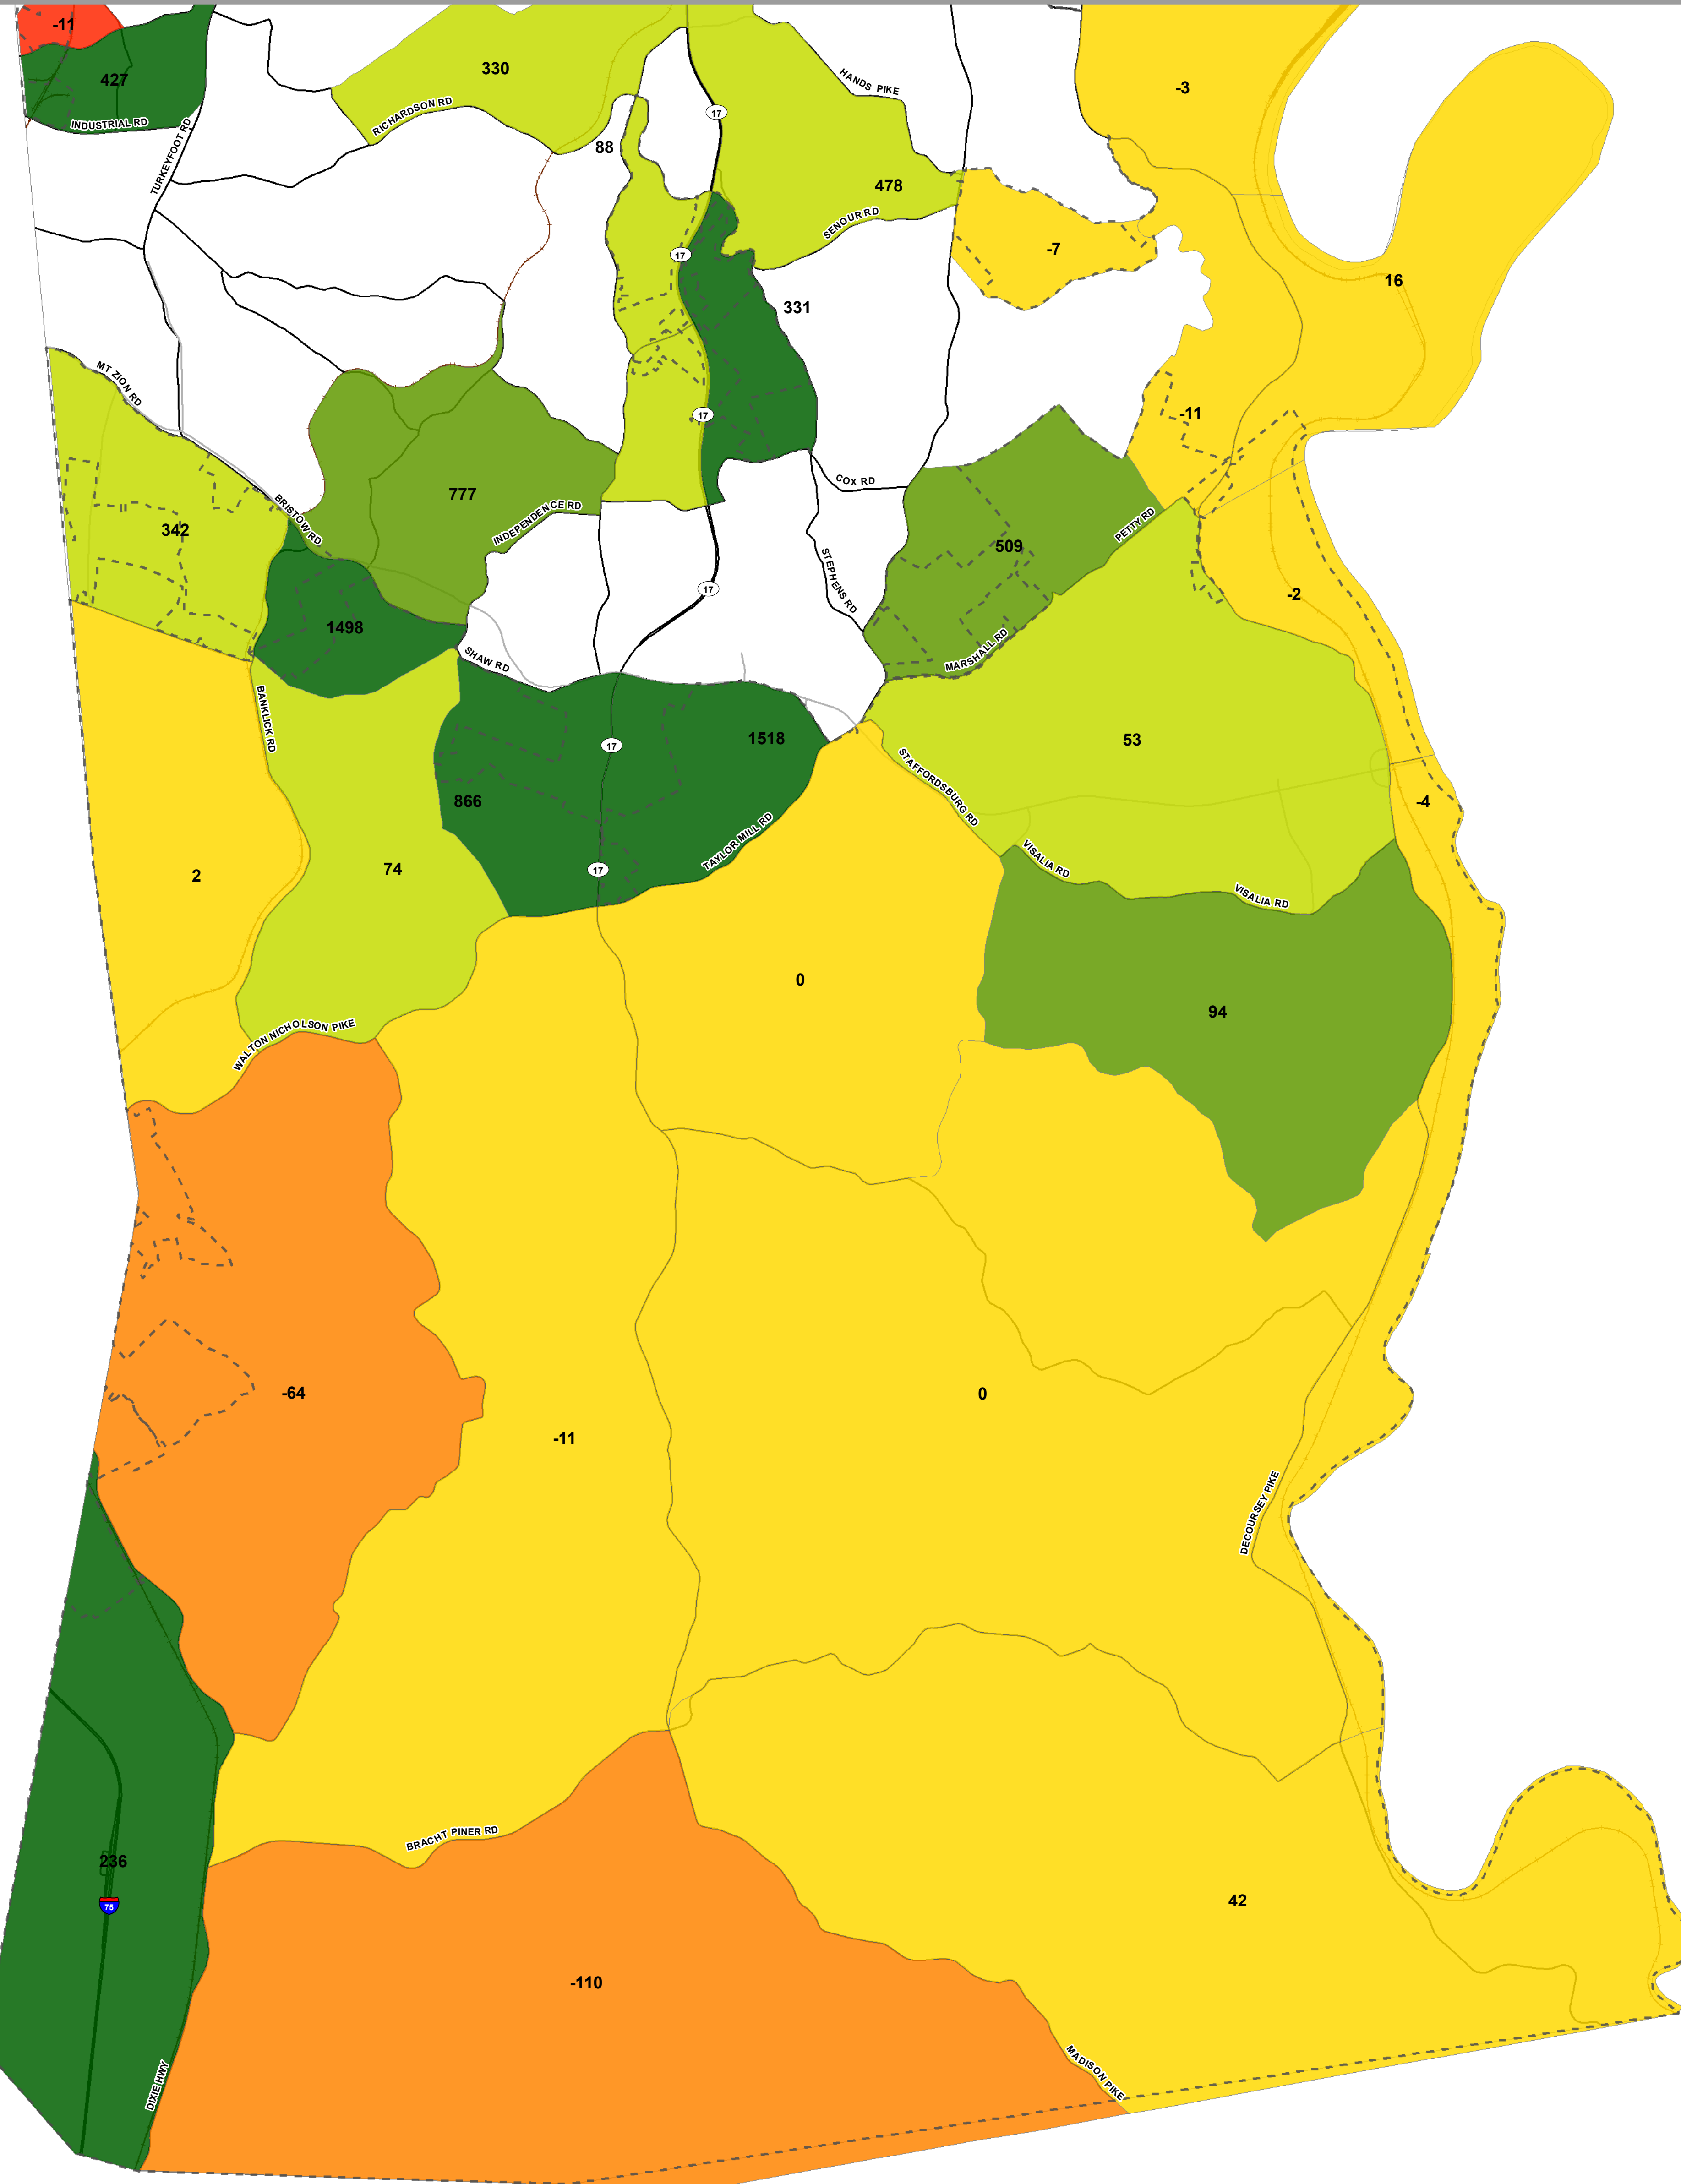 -11
427
INDUSTRIAL RD
TURKEYFOOT RD
330
RICHARDSON RD
88
17
HANDS PIKE
478
SENOUR RD
-3
-7
16
17
331
-11
MT ZION RD
17
342
BRISTOW RD
777
INDEPENDENCE RD
COX RD
STEPHENS RD
509
PETTY RD
MARSHALL RD
17
-2
1498
SHAW RD
BANKLICK RD
17
1518
866
TAYLOR MILL RD
STAFFORDSBURG RD
53
-4
2
74
17
VISALIA RD
VISALIA RD
0
94
WALTON NICHOLSON PIKE
-64
-11
0
DECOURSEY PIKE
BRACHT PINER RD
236
75
42
-110
DIXIE HWY
MADISON PIKE